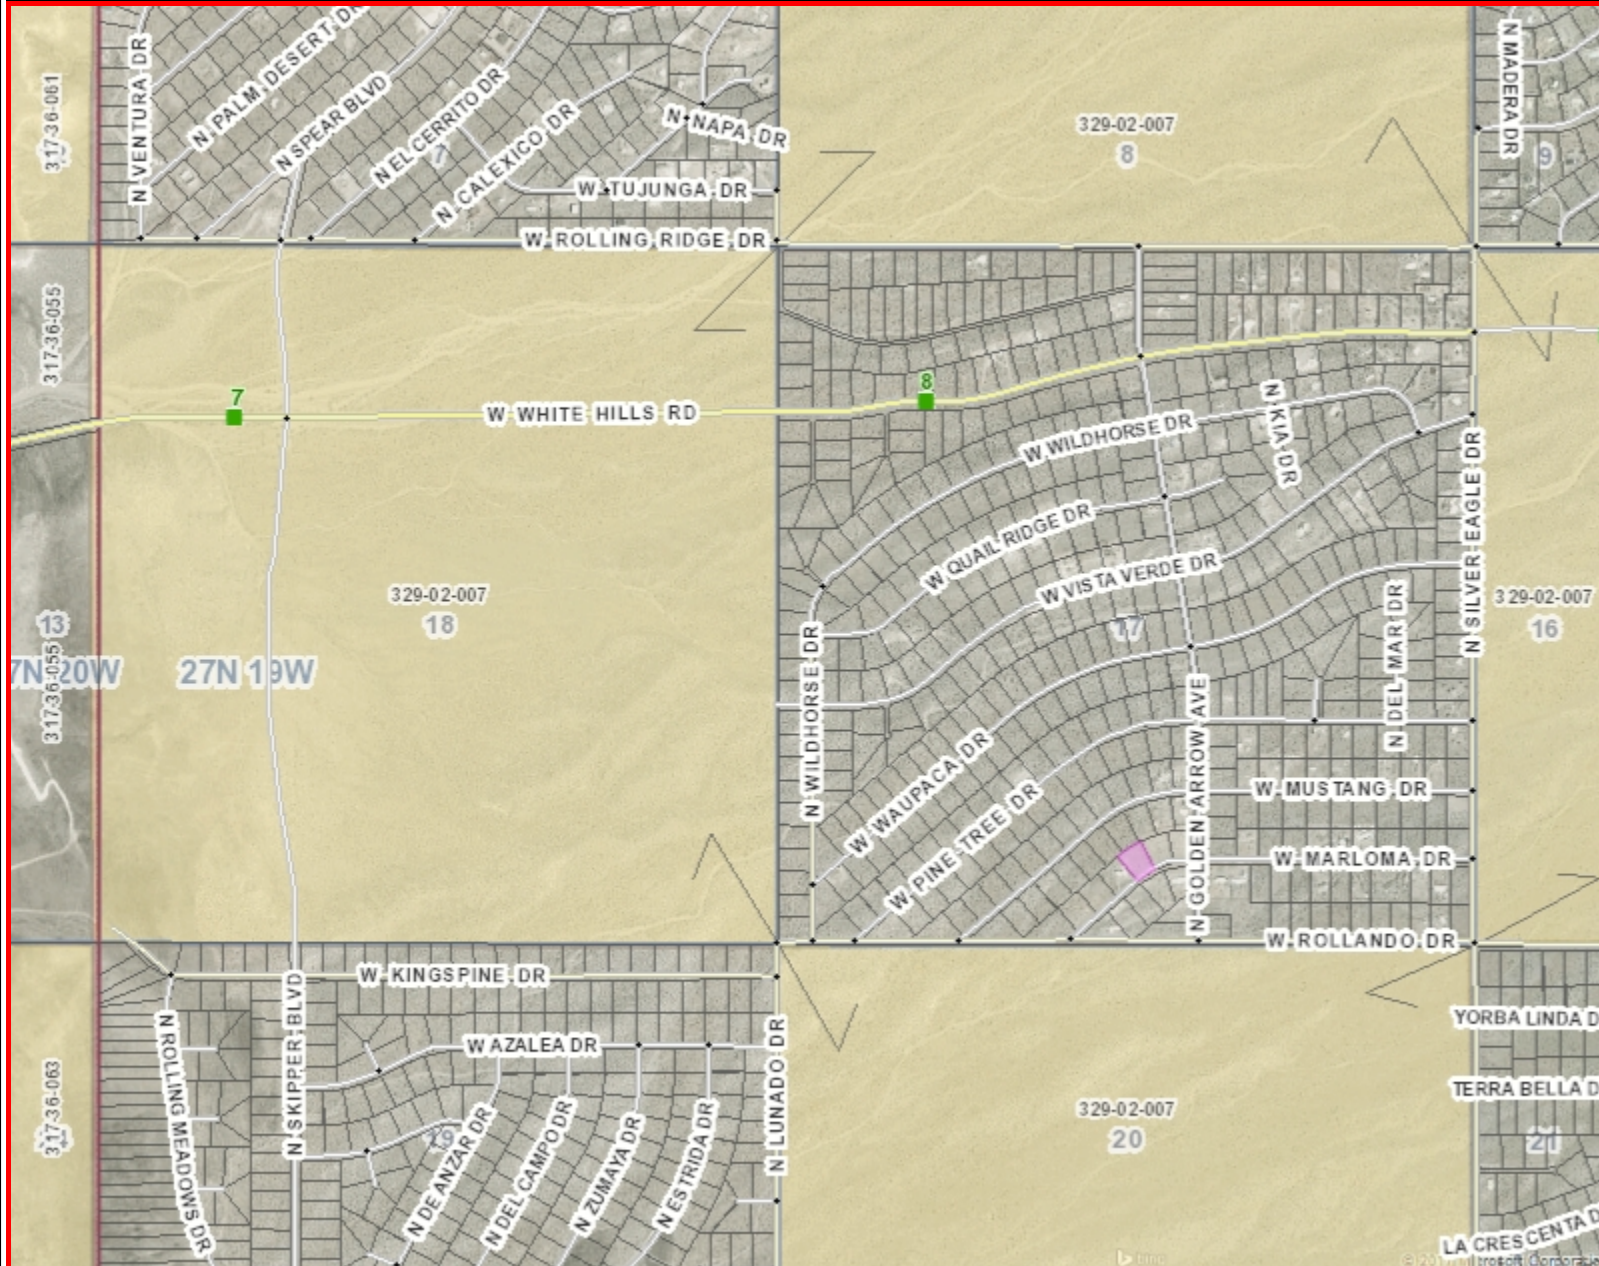 N VENTURA DR
N PALM DESERT DR
N SPEAR BLVD
N EL CERRITO DR
7
N CALEXICO DR
N NAPA DR
W TUJUNGA DR
W ROLLING RIDGE DR
317-36-061
329-02-007
8
N MADERA DR
9
317-36-055
7
W WHITE HILLS RD
8
W WILDHORSE DR
N KIA DR
W QUAIL RIDGE DR
W VISTA VERDE DR
N SILVER EAGLE DR
329-02-007
18
13
7N 20W
27N 19W
317-36-055
N WILDHORSE DR
17
N DEL MAR DR
329-02-007
16
W WAUPACA DR
W PINE TREE DR
N GOLDEN ARROW AVE
W MUSTANG DR
W MARLOMA DR
W ROLLANDO DR
W KINGSPINE DR
N SKIPPER BLVD
N ROLLING MEADOWS DR
W AZALEA DR
N LUNADO DR
317-36-063
19
N DE ANZAR DR
N DEL CAMPO DR
N ZUMAYA DR
N ESTRIDA DR
329-02-007
20
YORBA LINDA D
TERRA BELLA D
21
LA CRESCENTA D
bing